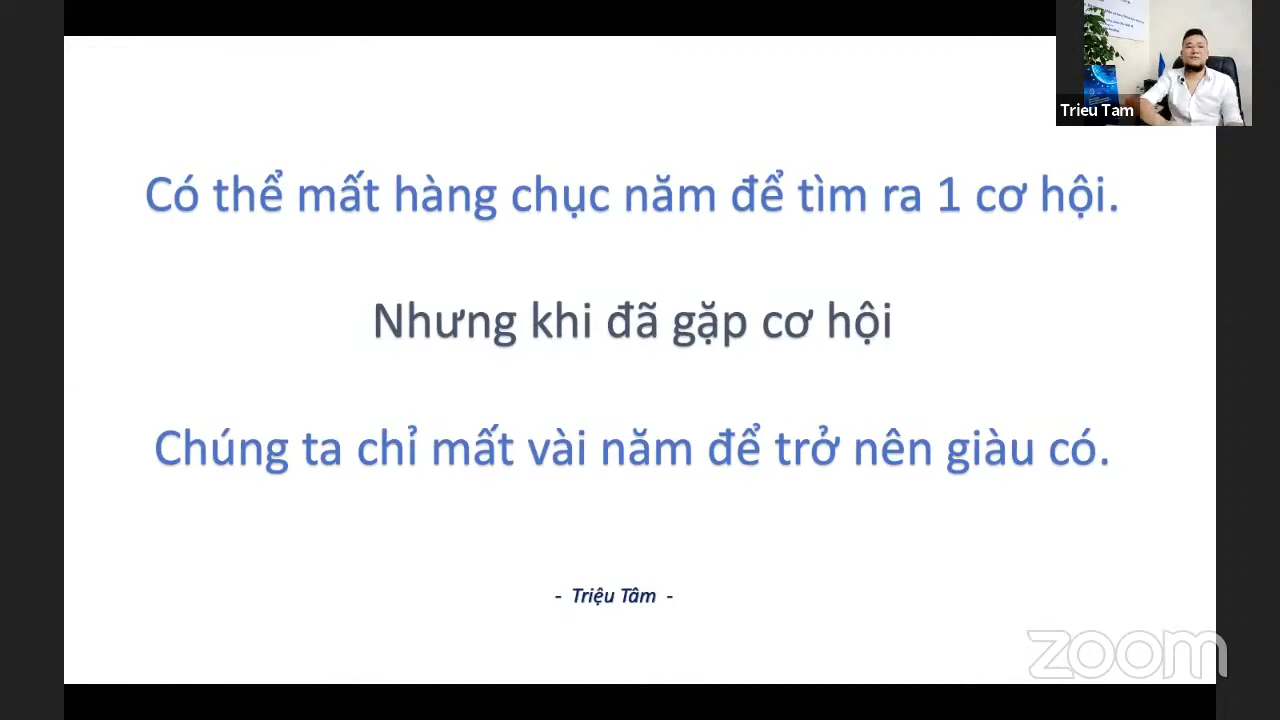 Có thể mất hàng chục năm để tìm ra 1 cơ hội.
Nhưng khi đã gặp cơ hội
Chúng ta chỉ mất vài năm để trở nên giàu có.
- Triệu Tâm -
Trieu Tam
zoom